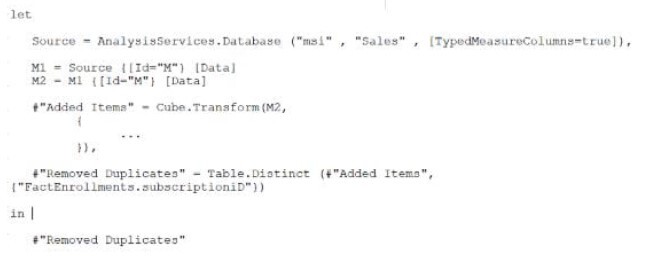 let
Source = AnalysisServices.Database ("msi" , "Sales" , [TypedMeasureColumns=true]),
M1 = Source {[Id="M"} [Data]
M2 = M1 {[Id="M"} [Data]
#"Added Items" = Cube.Transform(M2,
{
...
}),
#"Removed Duplicates" = Table.Distinct (#"Added Items",
{"FactEnrollments.subscriptioniD"})
in |
#"Removed Duplicates"